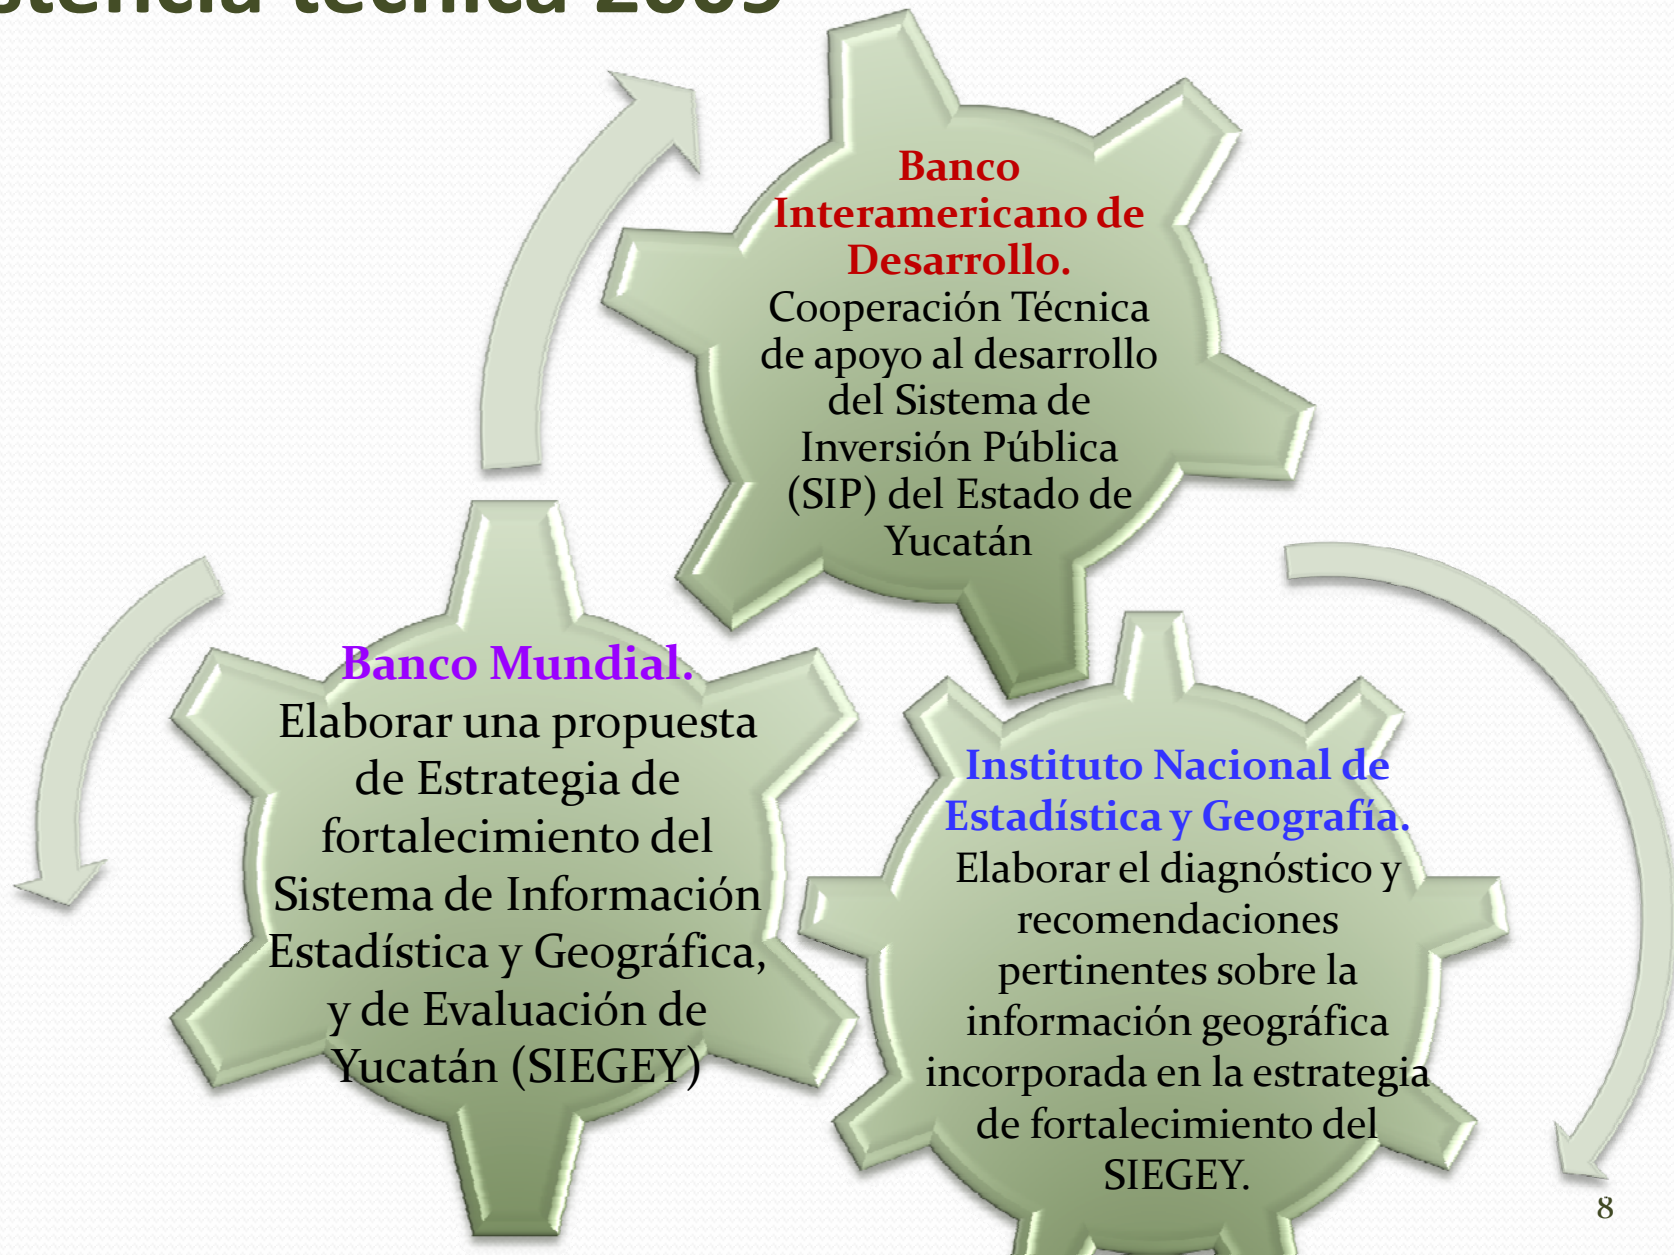 técnica 2009
Banco
Interamericano de
Desarrollo.
Cooperación Técnica
de apoyo al desarrollo
del Sistema de
Inversión Pública
(SIP) del Estado de
Yucatán
Banco Mundial.
Elaborar una propuesta
de Estrategia de
fortalecimiento del
Sistema de Información
Estadística y Geográfica,
y de Evaluación de
Yucatán (SIEGEY)
Instituto Nacional de
Estadística y Geografía.
Elaborar el diagnóstico y
recomendaciones
pertinentes sobre la
información geográfica
incorporada en la estrategia
de fortalecimiento del
SIEGEY.
8